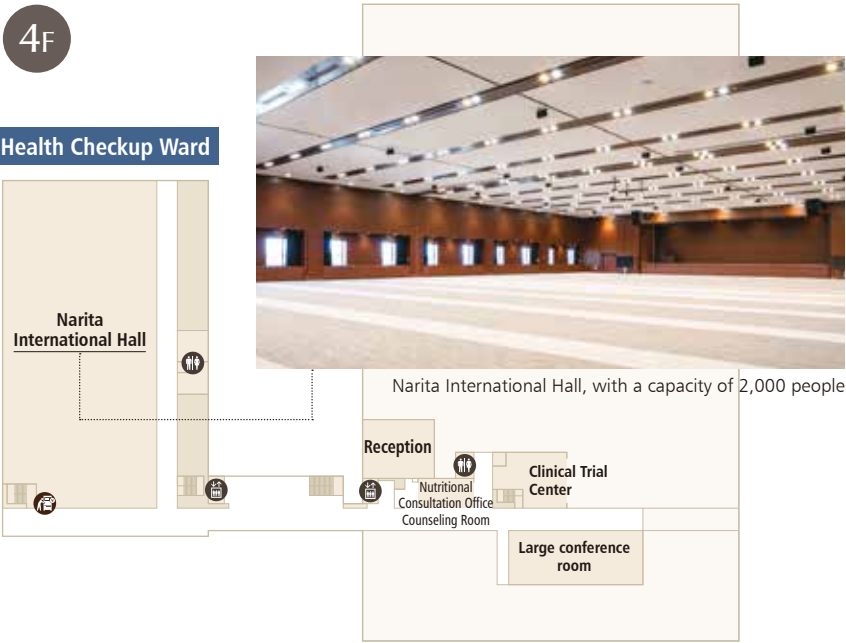 4F
Health Checkup Ward
Narita
International Hall
Narita International Hall, with a capacity of 2,000 people
Reception
Nutritional
Consultation Office
Counseling Room
Clinical Trial
Center
Large conference
room